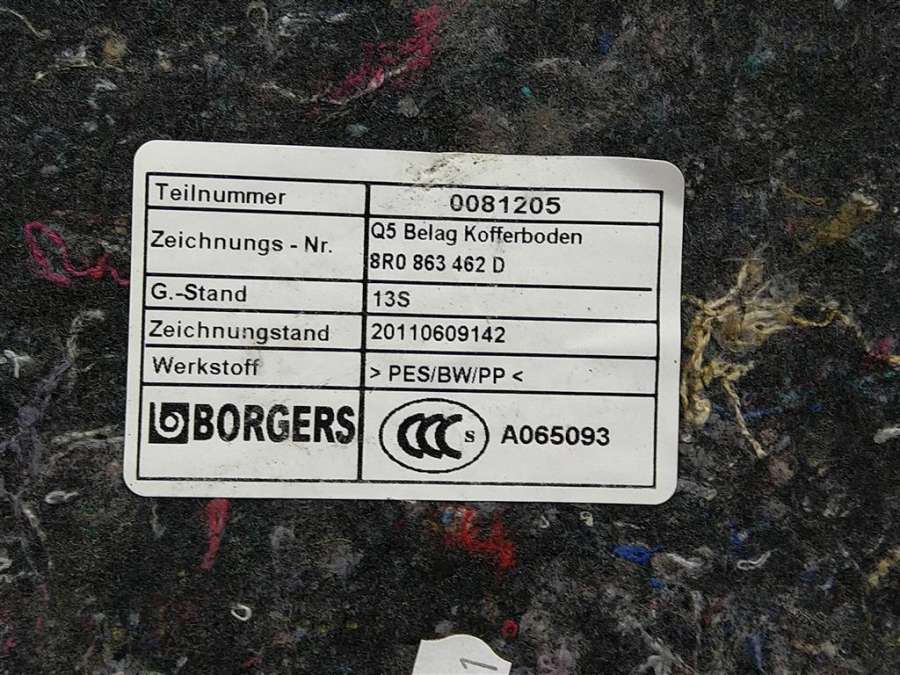 Teilnummer 0081205
Zeichnungs - Nr. Q5 Belag Kofferboden
8R0 863 462 D
G.-Stand 13S
Zeichnungstand 20110609142
Werkstoff > PES/BW/PP <
BORGERS CCC S A065093
1